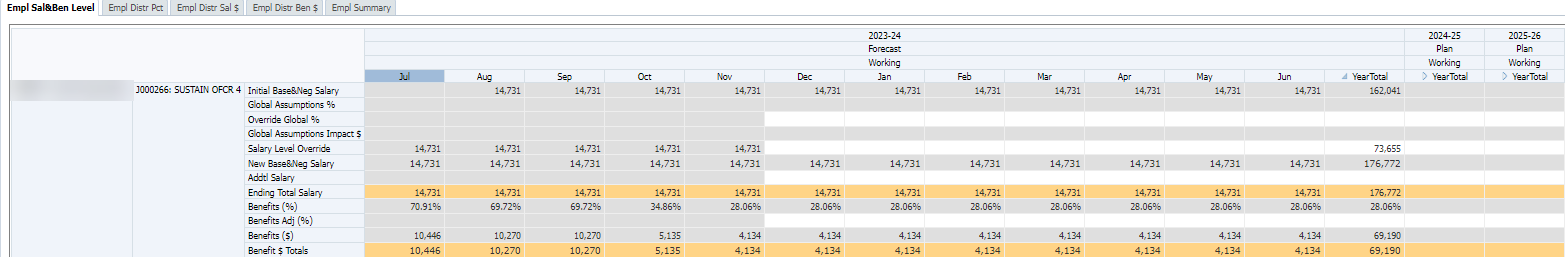 Empl Sal&Ben Level Empl Distr Pct Empl Distr Sal $ Empl Distr Ben $ Empl Summary
2023-24 2024-25 2025-26
Forecast Plan Plan
Working Working Working
Jul Aug Sep Oct Nov Dec Jan Feb Mar Apr May Jun YearTotal YearTotal YearTotal
J000266: SUSTAIN OFCR 4 Initial Base&Neg Salary 14,731 14,731 14,731 14,731 14,731 14,731 14,731 14,731 14,731 14,731 14,731 162,041
Global Assumptions %
Override Global %
Global Assumptions Impact $
Salary Level Override 14,731 14,731 14,731 14,731 14,731 73,655
New Base&Neg Salary 14,731 14,731 14,731 14,731 14,731 14,731 14,731 14,731 14,731 14,731 14,731 14,731 176,772
Addtl Salary
Ending Total Salary 14,731 14,731 14,731 14,731 14,731 14,731 14,731 14,731 14,731 14,731 14,731 14,731 176,772
Benefits (%) 70.91% 69.72% 69.72% 34.86% 28.06% 28.06% 28.06% 28.06% 28.06% 28.06% 28.06% 28.06% 28.06%
Benefits Adj (%)
Benefits ($) 10,446 10,270 10,270 5,135 4,134 4,134 4,134 4,134 4,134 4,134 4,134 4,134 69,190
Benefit $ Totals 10,446 10,270 10,270 5,135 4,134 4,134 4,134 4,134 4,134 4,134 4,134 4,134 69,190